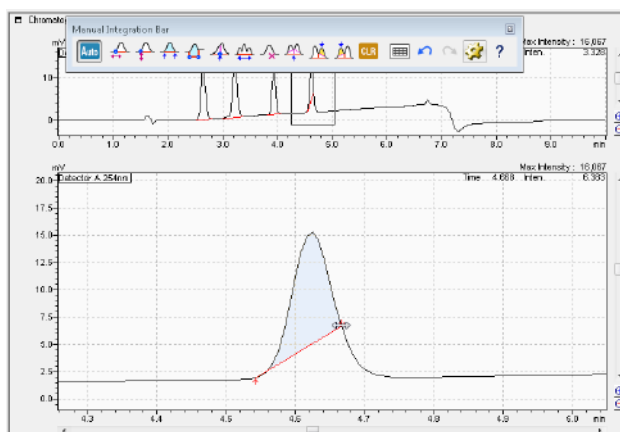 Chromato
Manual Integration Bar
mV
Max Intensity : 16,067
Inten. 3.328
Auto CLR ?
10
0
0.0 1.0 2.0 3.0 4.0 5.0 6.0 7.0 8.0 9.0 min
mV
Max Intensity : 16,067
Detector A 254nm
Time 4.668 Inten. 6.383
20.0
17.5
15.0
12.5
10.0
7.5
5.0
2.5
0.0
4.3 4.4 4.5 4.6 4.7 4.8 4.9 5.0 min